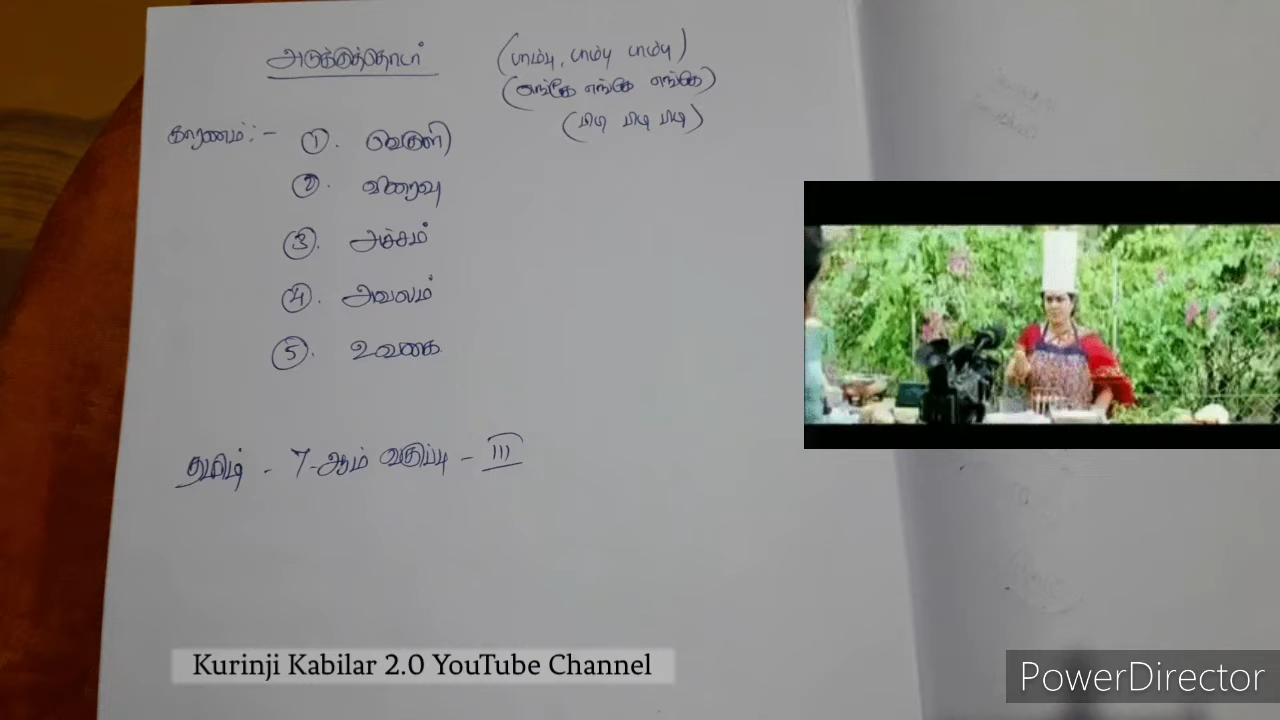 அடுக்குத்தொடர்
(பாம்பு, பாம்பு பாம்பு)
(எங்கே எங்கே எங்கே)
(பிடி பிடி பிடி)
காரணம்:-
①. வெகுளி
②. விரைவு
③. அச்சம்
④. அவலம்
⑤. உவகை
தமிழ் - 7-ஆம் வகுப்பு - III
Kurinji Kabilar 2.0 YouTube Channel
PowerDirector